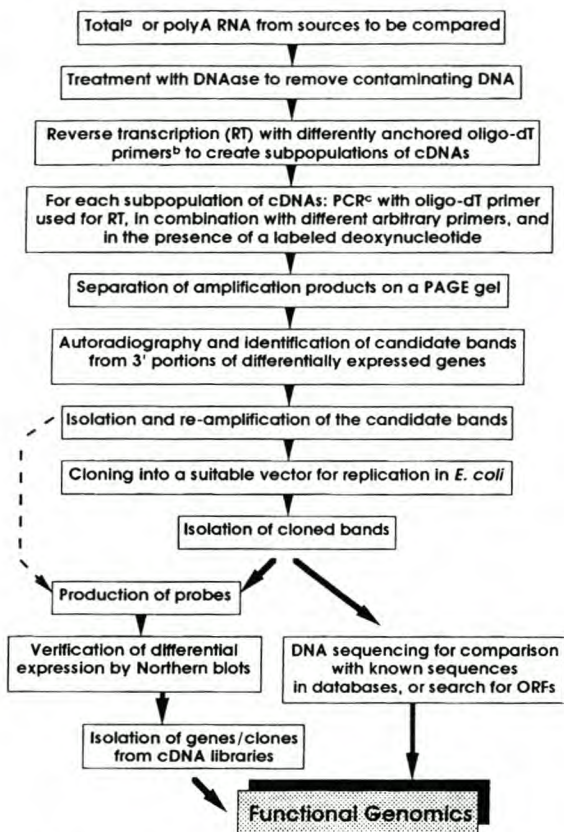 Totalᵃ or polyA RNA from sources to be compared
Treatment with DNAase to remove contaminating DNA
Reverse transcription (RT) with differently anchored oligo-dT
primersᵇ to create subpopulations of cDNAs
For each subpopulation of cDNAs: PCRᶜ with oligo-dT primer
used for RT, in combination with different arbitrary primers, and
in the presence of a labeled deoxynucleotide
Separation of amplification products on a PAGE gel
Autoradiography and identification of candidate bands
from 3' portions of differentially expressed genes
Isolation and re-amplification of the candidate bands
Cloning into a suitable vector for replication in E. coli
Isolation of cloned bands
Production of probes
Verification of differential
expression by Northern blots
Isolation of genes/clones
from cDNA libraries
DNA sequencing for comparison
with known sequences
in databases, or search for ORFs
Functional Genomics